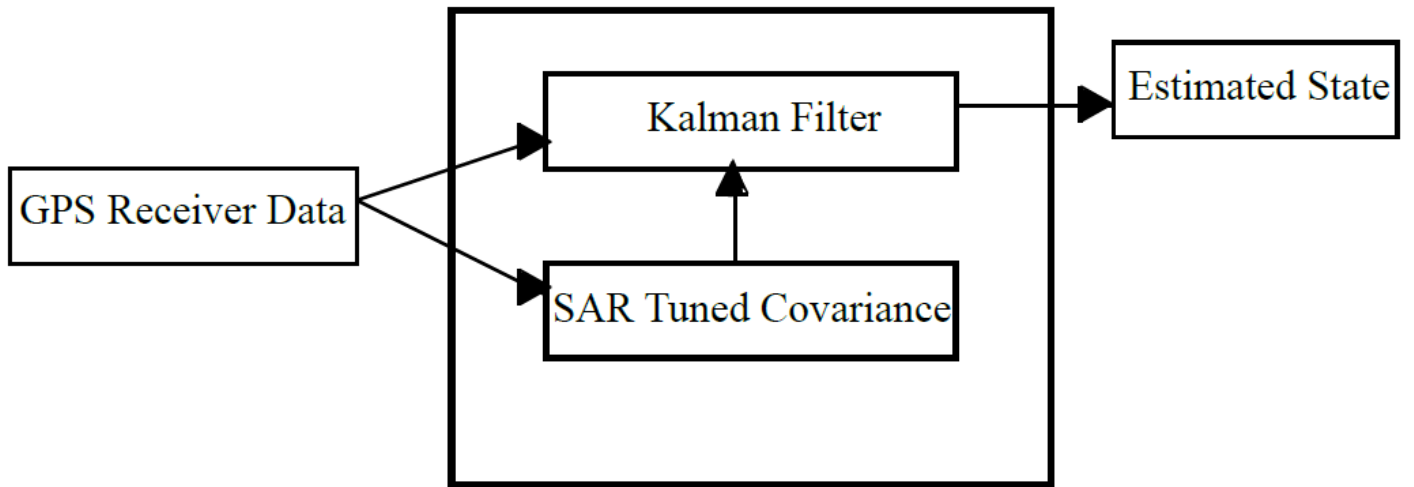 Kalman Filter
Estimated State
GPS Receiver Data
SAR Tuned Covariance